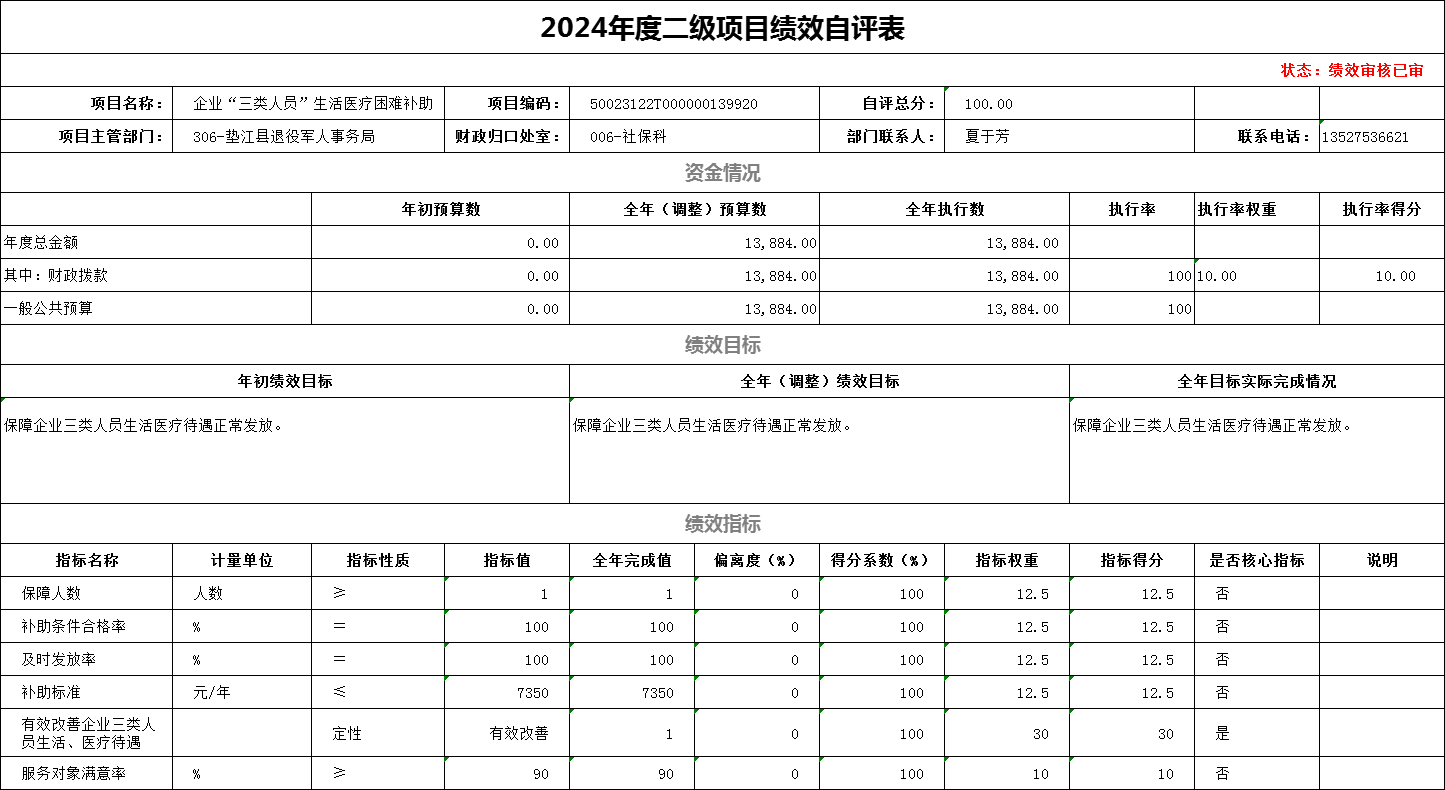 2024年度二级项目绩效自评表
状态：绩效审核已审
项目名称： 企业“三类人员”生活医疗困难补助 项目编码： 50023122T000000139920 自评总分： 100.00
项目主管部门： 306-垫江县退役军人事务局 财政归口处室： 006-社保科 部门联系人： 夏于芳 联系电话： 13527536621
资金情况
年初预算数 全年（调整）预算数 全年执行数 执行率 执行率权重 执行率得分
年度总金额 0.00 13,884.00 13,884.00
其中：财政拨款 0.00 13,884.00 13,884.00 100 10.00 10.00
一般公共预算 0.00 13,884.00 13,884.00 100
绩效目标
年初绩效目标 全年（调整）绩效目标 全年目标实际完成情况
保障企业三类人员生活医疗待遇正常发放。 保障企业三类人员生活医疗待遇正常发放。 保障企业三类人员生活医疗待遇正常发放。
绩效指标
指标名称 计量单位 指标性质 指标值 全年完成值 偏离度（%） 得分系数（%） 指标权重 指标得分 是否核心指标 说明
保障人数 人数 ≥ 1 1 0 100 12.5 12.5 否
补助条件合格率 % ＝ 100 100 0 100 12.5 12.5 否
及时发放率 % ＝ 100 100 0 100 12.5 12.5 否
补助标准 元/年 ≤ 7350 7350 0 100 12.5 12.5 否
有效改善企业三类人
员生活、医疗待遇 定性 有效改善 1 0 100 30 30 是
服务对象满意率 % ≥ 90 90 0 100 10 10 否